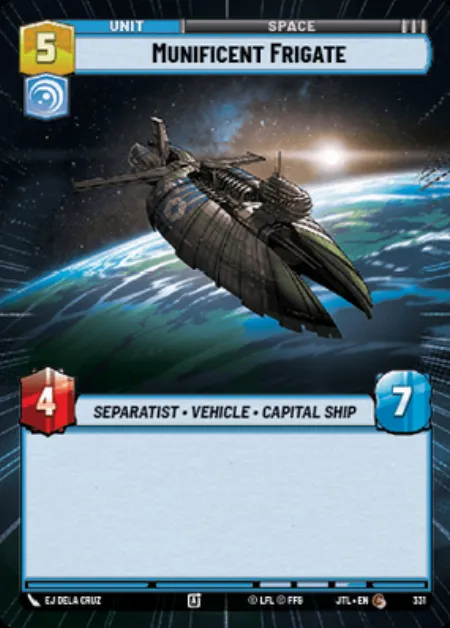 UNIT SPACE
5 MUNIFICENT FRIGATE
4 SEPARATIST • VEHICLE • CAPITAL SHIP 7
EJ DELA CRUZ A LFL FFG JTL • EN 331